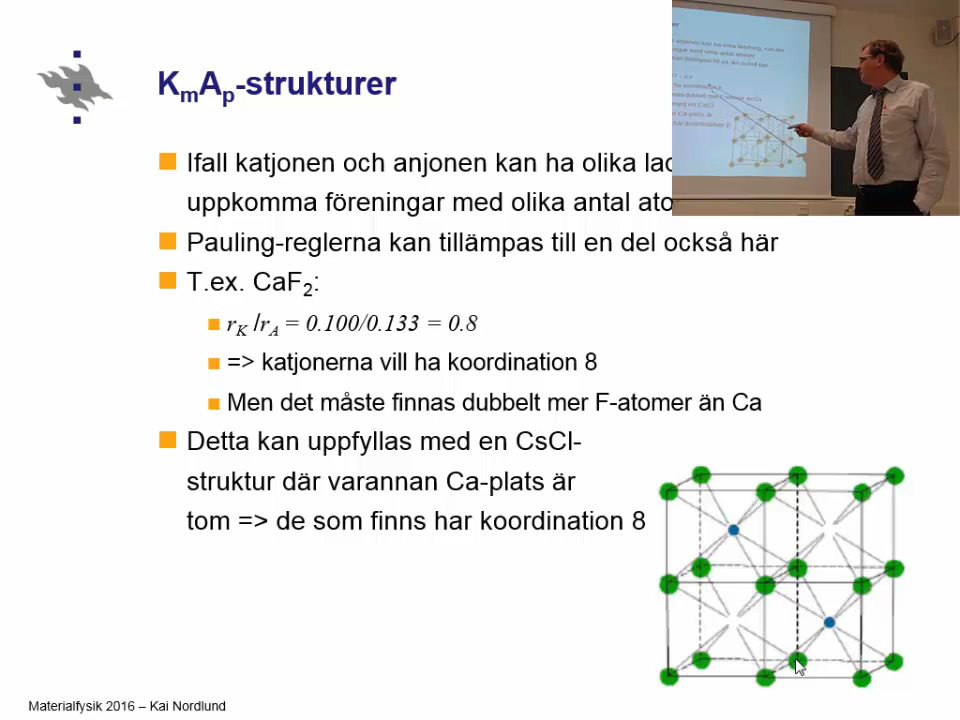 KmAp-strukturer
Ifall katjonen och anjonen kan ha olika
uppkomma föreningar med olika antal
Pauling-reglerna kan tillämpas till en del också här
T.ex. CaF2:
rK /rA = 0.100/0.133 = 0.8
=> katjonerna vill ha koordination 8
Men det måste finnas dubbelt mer F-atomer än Ca
Detta kan uppfyllas med en CsCl-
struktur där varannan Ca-plats är
tom => de som finns har koordination 8
Materialfysik 2016 – Kai Nordlund